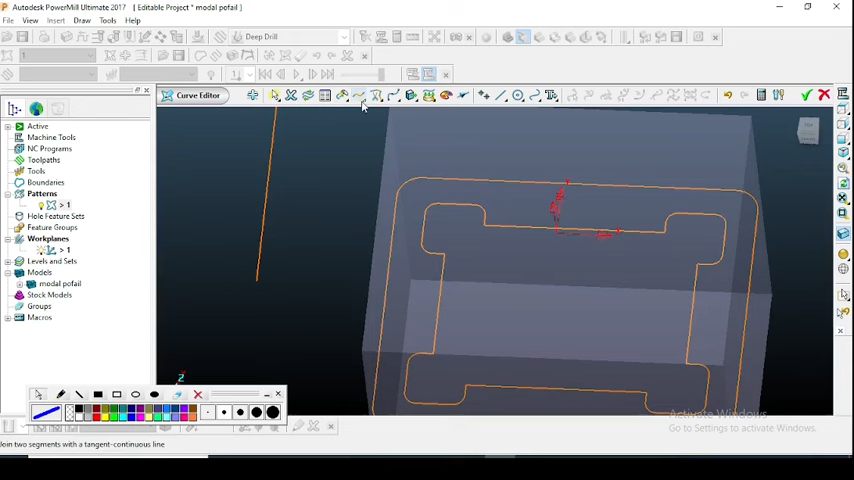 Autodesk PowerMill Ultimate 2017 - [ Editable Project * modal pofail ]
File View Insert Draw Tools Help
Deep Drill
1
1
Curve Editor
Active
Machine Tools
NC Programs
Toolpaths
Tools
Boundaries
Patterns
> 1
Hole Feature Sets
Feature Groups
Workplanes
> 1
Levels and Sets
Models
modal pofail
Stock Models
Groups
Macros
Z
Activate Windows
Go to Settings to activate Windows.
Join two segments with a tangent-continuous line